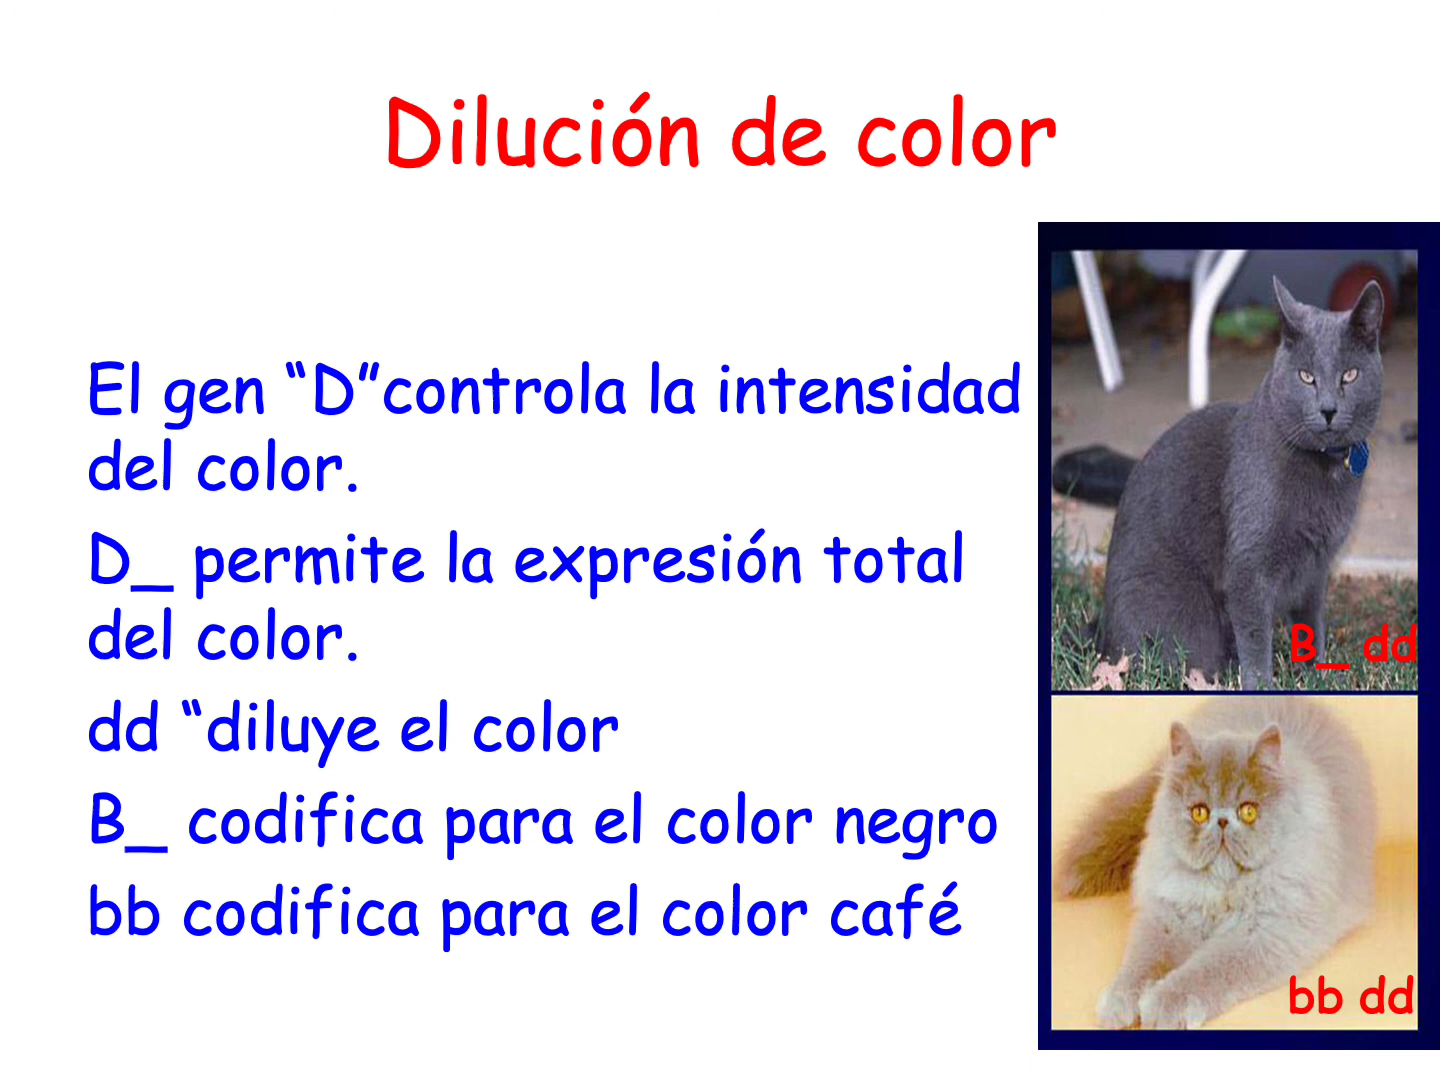 Dilución de color
El gen “D”controla la intensidad
del color.
D_ permite la expresión total
del color.
dd “diluye el color
B_ codifica para el color negro
bb codifica para el color café
B_ dd
bb dd